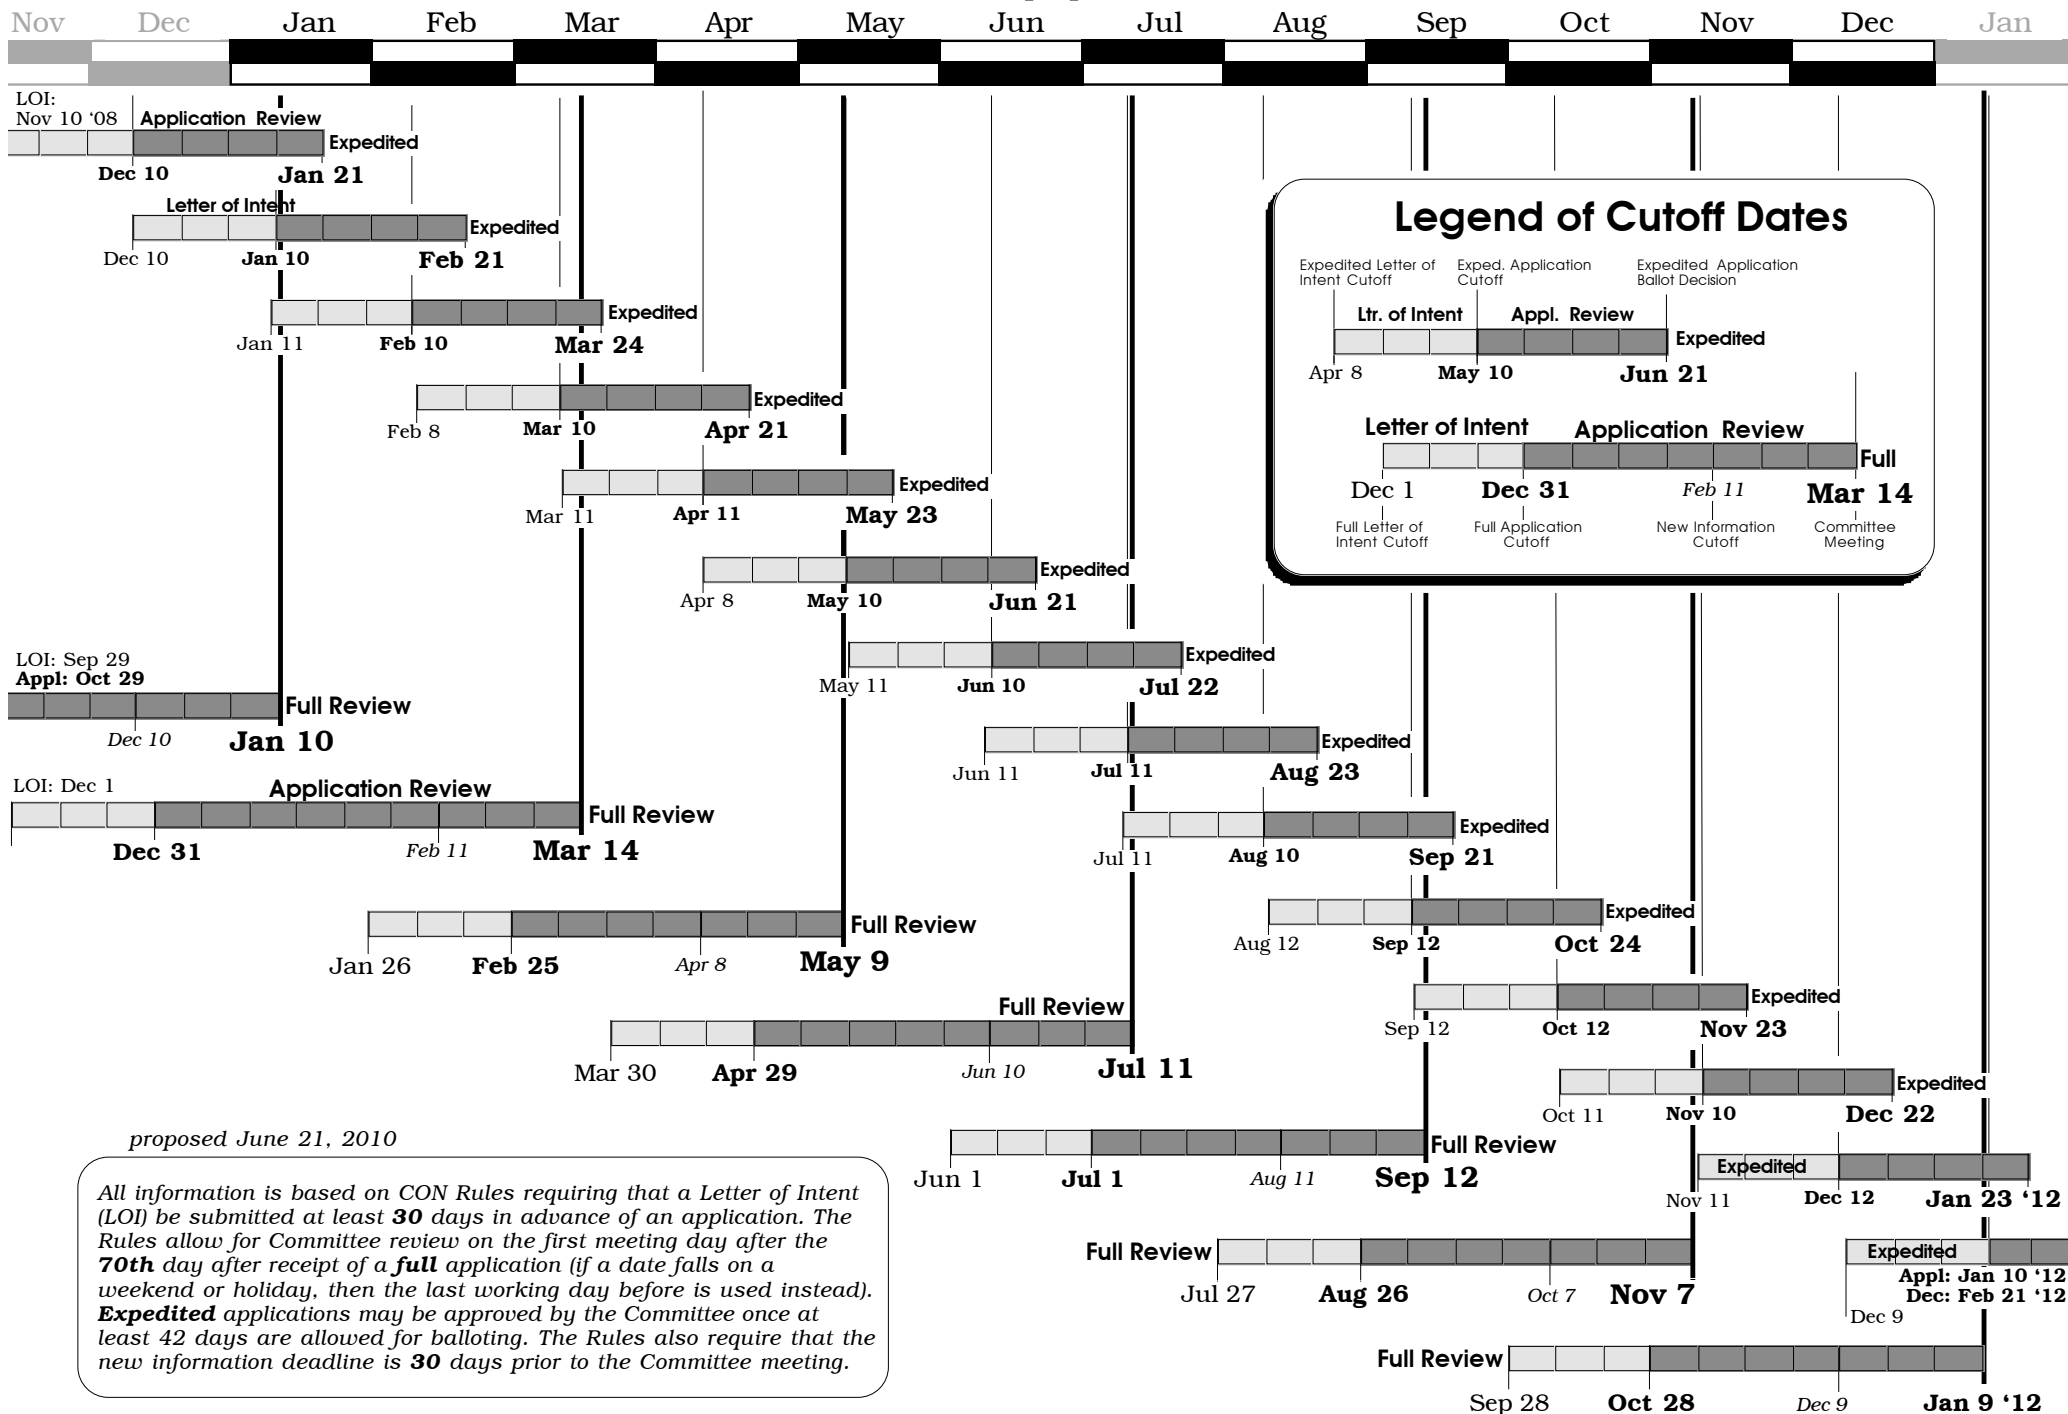 Nov Dec Jan Feb Mar Apr May Jun Jul Aug Sep Oct Nov Dec Jan
LOI:
Nov 10 ‘08
Application Review
Expedited
Dec 10
Jan 21
Letter of Intent
Expedited
Dec 10
Jan 10
Feb 21
Expedited
Jan 11
Feb 10
Mar 24
Expedited
Feb 8
Mar 10
Apr 21
Expedited
Mar 11
Apr 11
May 23
Expedited
Apr 8
May 10
Jun 21
Expedited
May 11
Jun 10
Jul 22
Expedited
Jun 11
Jul 11
Aug 23
Expedited
Jul 11
Aug 10
Sep 21
Expedited
Aug 12
Sep 12
Oct 24
Expedited
Sep 12
Oct 12
Nov 23
Expedited
Oct 11
Nov 10
Dec 22
Expedited
Nov 11
Dec 12
Jan 23 ‘12
Expedited
Appl: Jan 10 ‘12
Dec: Feb 21 ‘12
Dec 9
Legend of Cutoff Dates
Expedited Letter of
Intent Cutoff
Exped. Application
Cutoff
Expedited Application
Ballot Decision
Ltr. of Intent
Appl. Review
Expedited
Apr 8
May 10
Jun 21
Letter of Intent
Application Review
Full
Dec 1
Dec 31
Feb 11
Mar 14
Full Letter of
Intent Cutoff
Full Application
Cutoff
New Information
Cutoff
Committee
Meeting
LOI: Sep 29
Appl: Oct 29
Full Review
Dec 10
Jan 10
LOI: Dec 1
Application Review
Full Review
Dec 31
Feb 11
Mar 14
Full Review
Jan 26
Feb 25
Apr 8
May 9
Full Review
Mar 30
Apr 29
Jun 10
Jul 11
Full Review
Jun 1
Jul 1
Aug 11
Sep 12
Full Review
Jul 27
Aug 26
Oct 7
Nov 7
Full Review
Sep 28
Oct 28
Dec 9
Jan 9 ‘12
proposed June 21, 2010
All information is based on CON Rules requiring that a Letter of Intent
(LOI) be submitted at least 30 days in advance of an application. The
Rules allow for Committee review on the first meeting day after the
70th day after receipt of a full application (if a date falls on a
weekend or holiday, then the last working day before is used instead).
Expedited applications may be approved by the Committee once at
least 42 days are allowed for balloting. The Rules also require that the
new information deadline is 30 days prior to the Committee meeting.